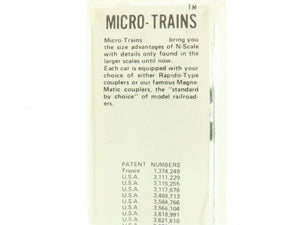 TM
MICRO-TRAINS
Micro-Trains bring you
the size advantages of N-Scale
with details only found in the
larger scales until now.
Each car is equipped with your
choice of either Rapido-Type
couplers or our famous Magne-
Matic couplers, the "standard
by choice" of model railroad-
ers.
PATENT NUMBERS
France 1,274,249
U.S.A. 3,111,229
U.S.A. 3,115,255
U.S.A. 3,117,676
U.S.A. 3,469,713
U.S.A. 3,564,766
U.S.A. 3,566,104
U.S.A. 3,618,991
U.S.A. 3,621,610